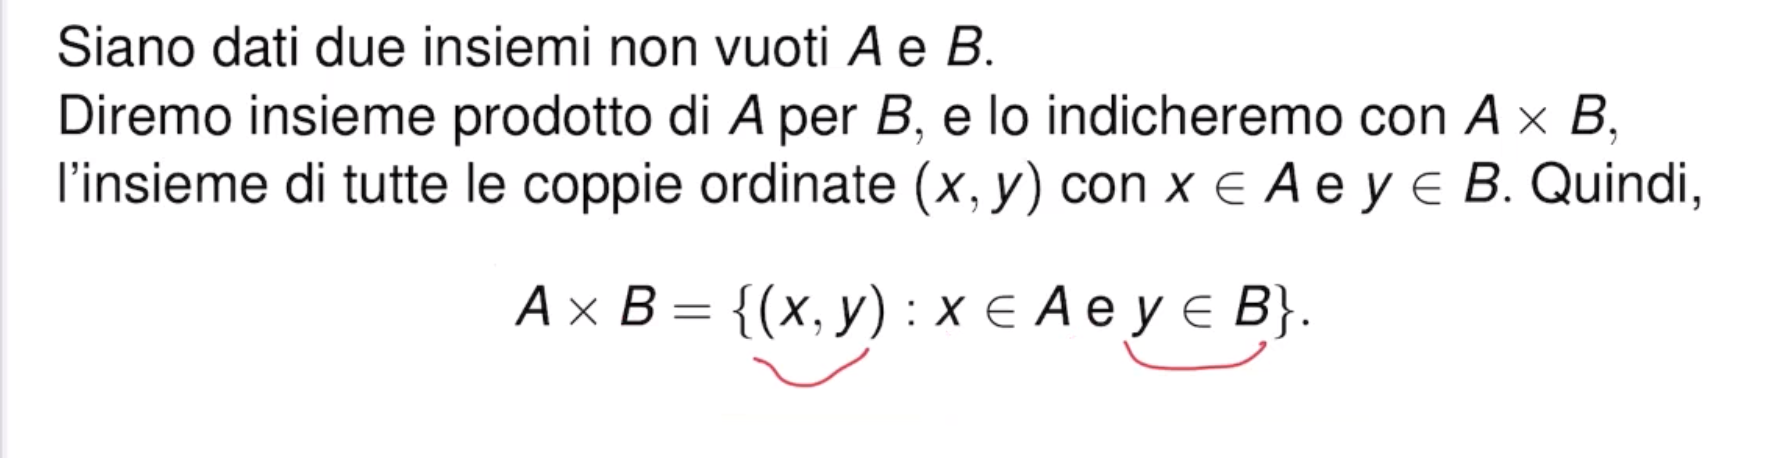 Siano dati due insiemi non vuoti A e B.
Diremo insieme prodotto di A per B, e lo indicheremo con A × B,
l'insieme di tutte le coppie ordinate (x, y) con x ∈ A e y ∈ B. Quindi,
A × B = {(x, y) : x ∈ A e y ∈ B}.